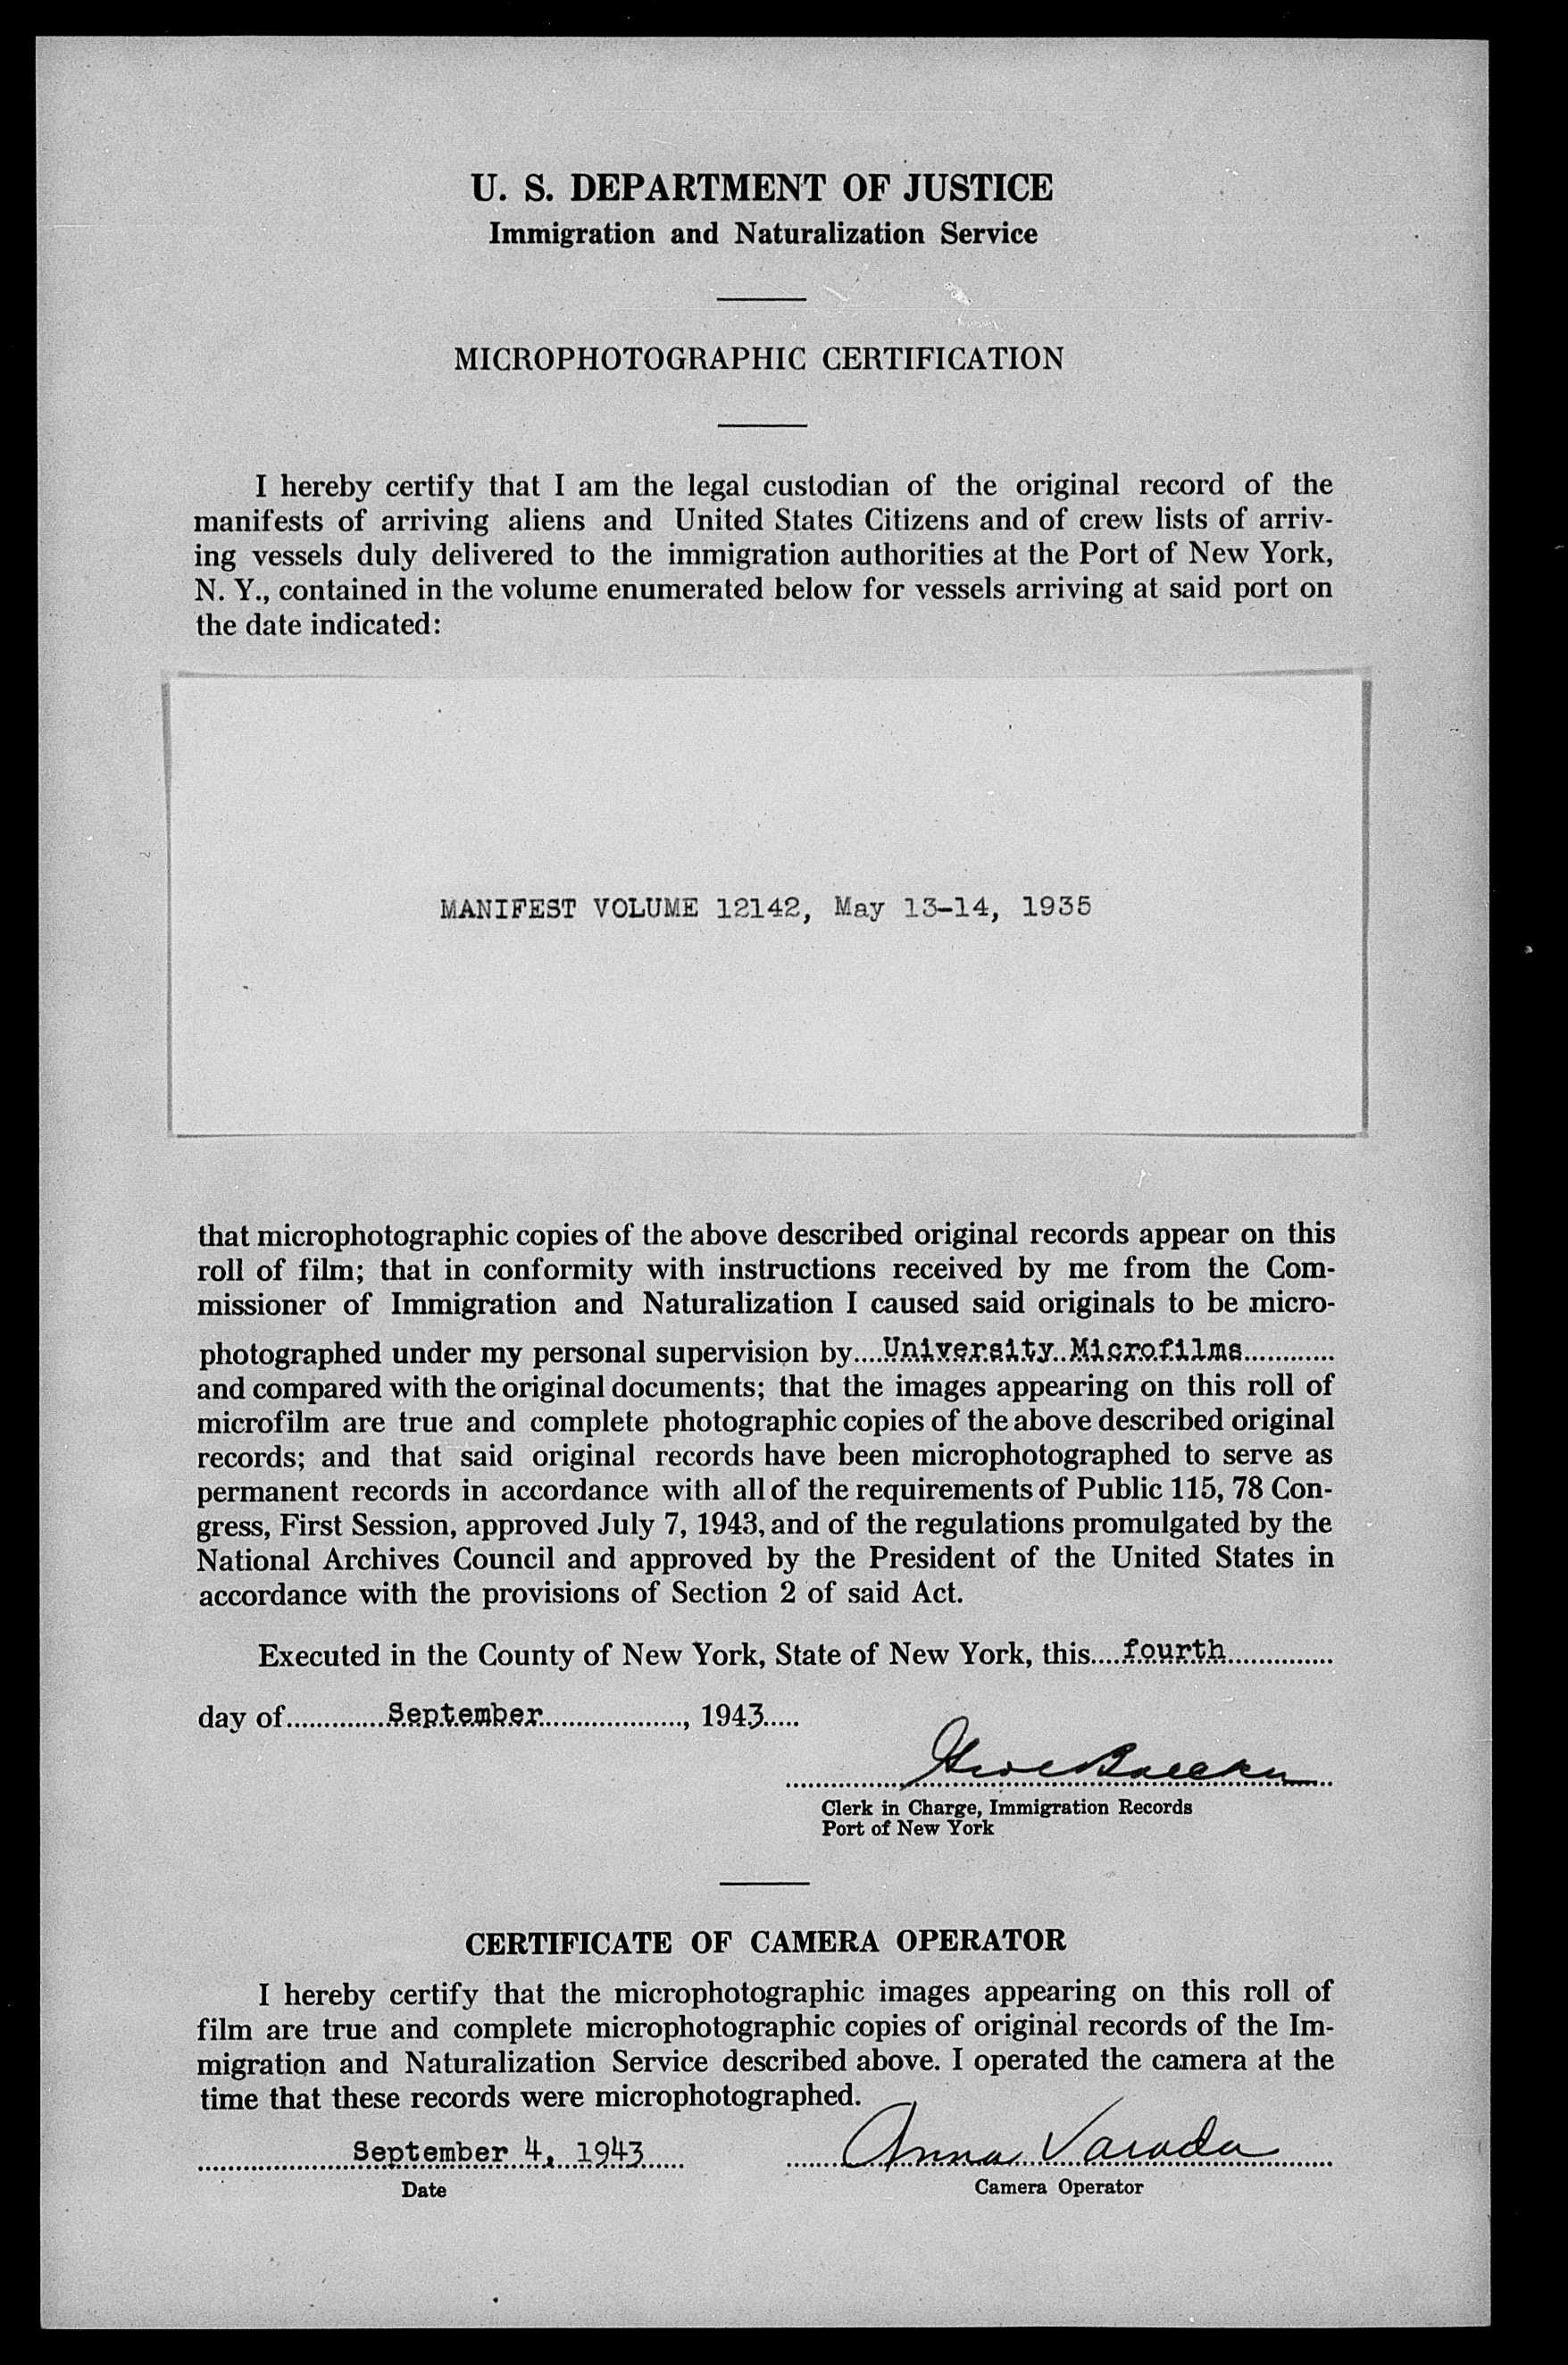 U. S. DEPARTMENT OF JUSTICE
Immigration and Naturalization Service
MICROPHOTOGRAPHIC CERTIFICATION
I hereby certify that I am the legal custodian of the original record of the
manifests of arriving aliens and United States Citizens and of crew lists of arriv-
ing vessels duly delivered to the immigration authorities at the Port of New York,
N. Y., contained in the volume enumerated below for vessels arriving at said port on
the date indicated:
MANIFEST VOLUME 12142, May 13-14, 1935
that microphotographic copies of the above described original records appear on this
roll of film; that in conformity with instructions received by me from the Com-
missioner of Immigration and Naturalization I caused said originals to be micro-
photographed under my personal supervision by....University Microfilms............
and compared with the original documents; that the images appearing on this roll of
microfilm are true and complete photographic copies of the above described original
records; and that said original records have been microphotographed to serve as
permanent records in accordance with all of the requirements of Public 115, 78 Con-
gress, First Session, approved July 7, 1943, and of the regulations promulgated by the
National Archives Council and approved by the President of the United States in
accordance with the provisions of Section 2 of said Act.
Executed in the County of New York, State of New York, this....fourth..............
day of.............September..................., 1943.....
Clerk in Charge, Immigration Records
Port of New York
CERTIFICATE OF CAMERA OPERATOR
I hereby certify that the microphotographic images appearing on this roll of
film are true and complete microphotographic copies of original records of the Im-
migration and Naturalization Service described above. I operated the camera at the
time that these records were microphotographed.
September 4, 1943 Anna Varada
Date Camera Operator